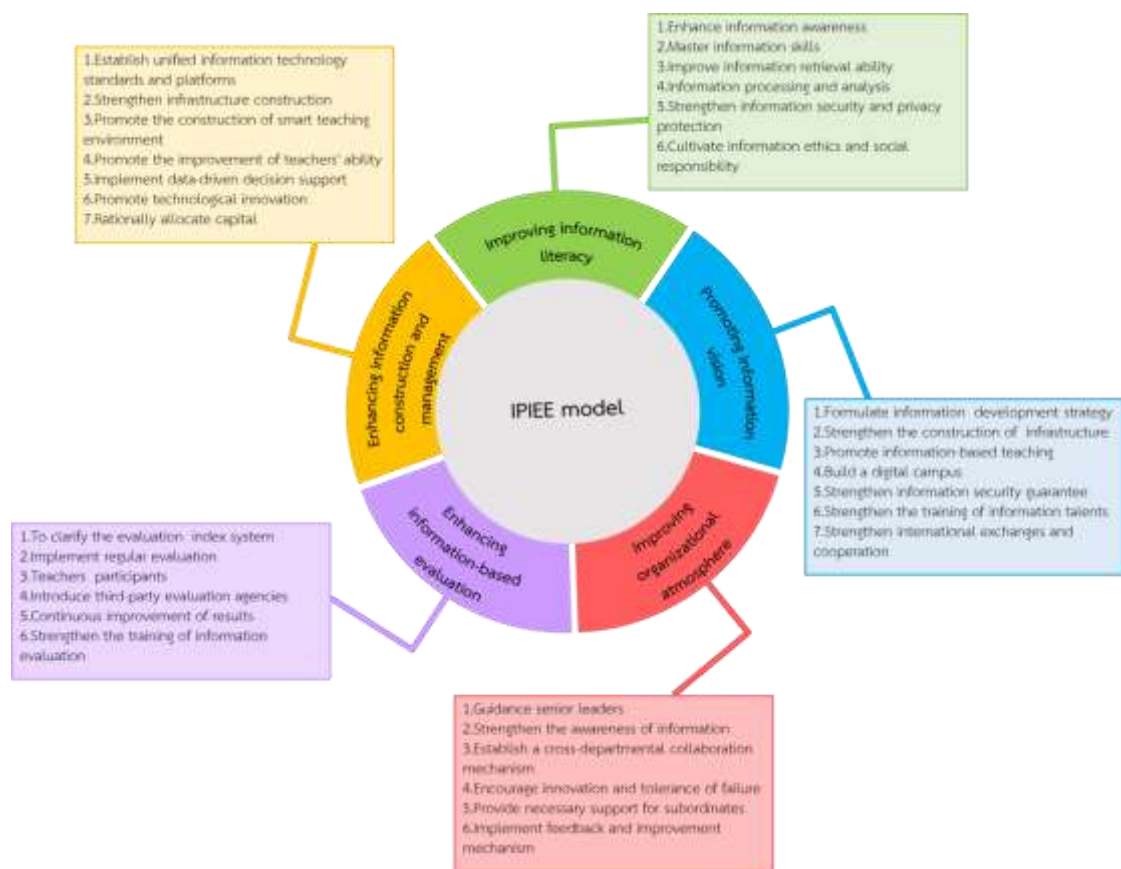 1.Enhance information awareness
2.Master information skills
3.Improve information retrieval ability
4.Information processing and analysis
5.Strengthen information security and privacy
protection
6.Cultivate information ethics and social
responsibility
1.Establish unified information technology
standards and platforms
2.Strengthen infrastructure construction
3.Promote the construction of smart teaching
environment
4.Promote the improvement of teachers' ability
5.Implement data-driven decision support
6.Promote technological innovation
7.Rationally allocate capital
Improving information
literacy
Enhancing information
construction and
management
Promoting information
vision
IPIEE model
1.Formulate information development strategy
2.Strengthen the construction of infrastructure
3.Promote information-based teaching
4.Build a digital campus
5.Strengthen information security guarantee
6.Strengthen the training of information talents
7.Strengthen international exchanges and
cooperation
Enhancing
information-based
evaluation
Improving
organizational
atmosphere
1.To clarify the evaluation index system
2.Implement regular evaluation
3.Teachers participants
4.Introduce third-party evaluation agencies
5.Continuous improvement of results
6.Strengthen the training of information
evaluation
1.Guidance senior leaders
2.Strengthen the awareness of information
3.Establish a cross-departmental collaboration
mechanism
4.Encourage innovation and tolerance of failure
5.Provide necessary support for subordinates
6.Implement feedback and improvement
mechanism